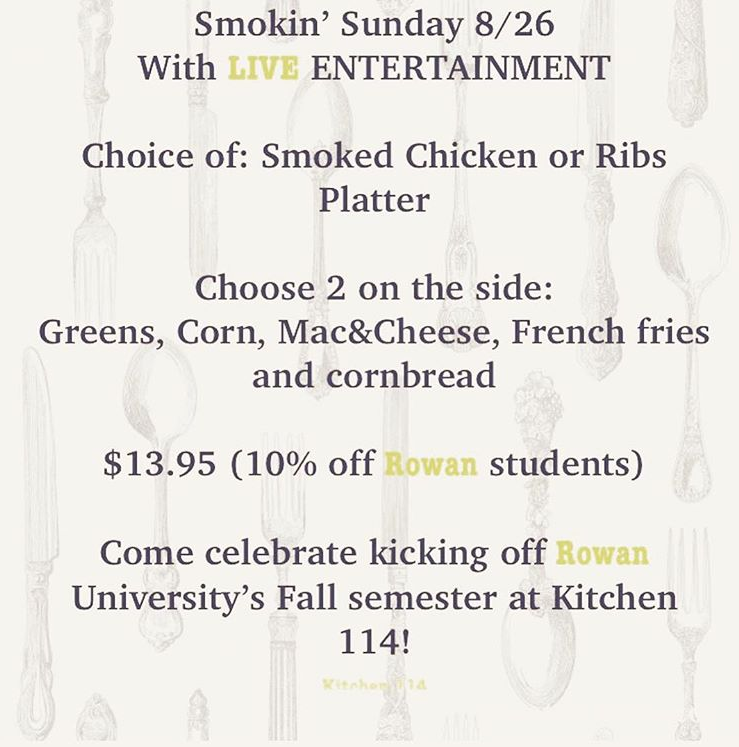 Smokin’ Sunday 8/26
With LIVE ENTERTAINMENT
Choice of: Smoked Chicken or Ribs
Platter
Choose 2 on the side:
Greens, Corn, Mac&Cheese, French fries
and cornbread
$13.95 (10% off Rowan students)
Come celebrate kicking off Rowan
University’s Fall semester at Kitchen
114!
Kitchen 114